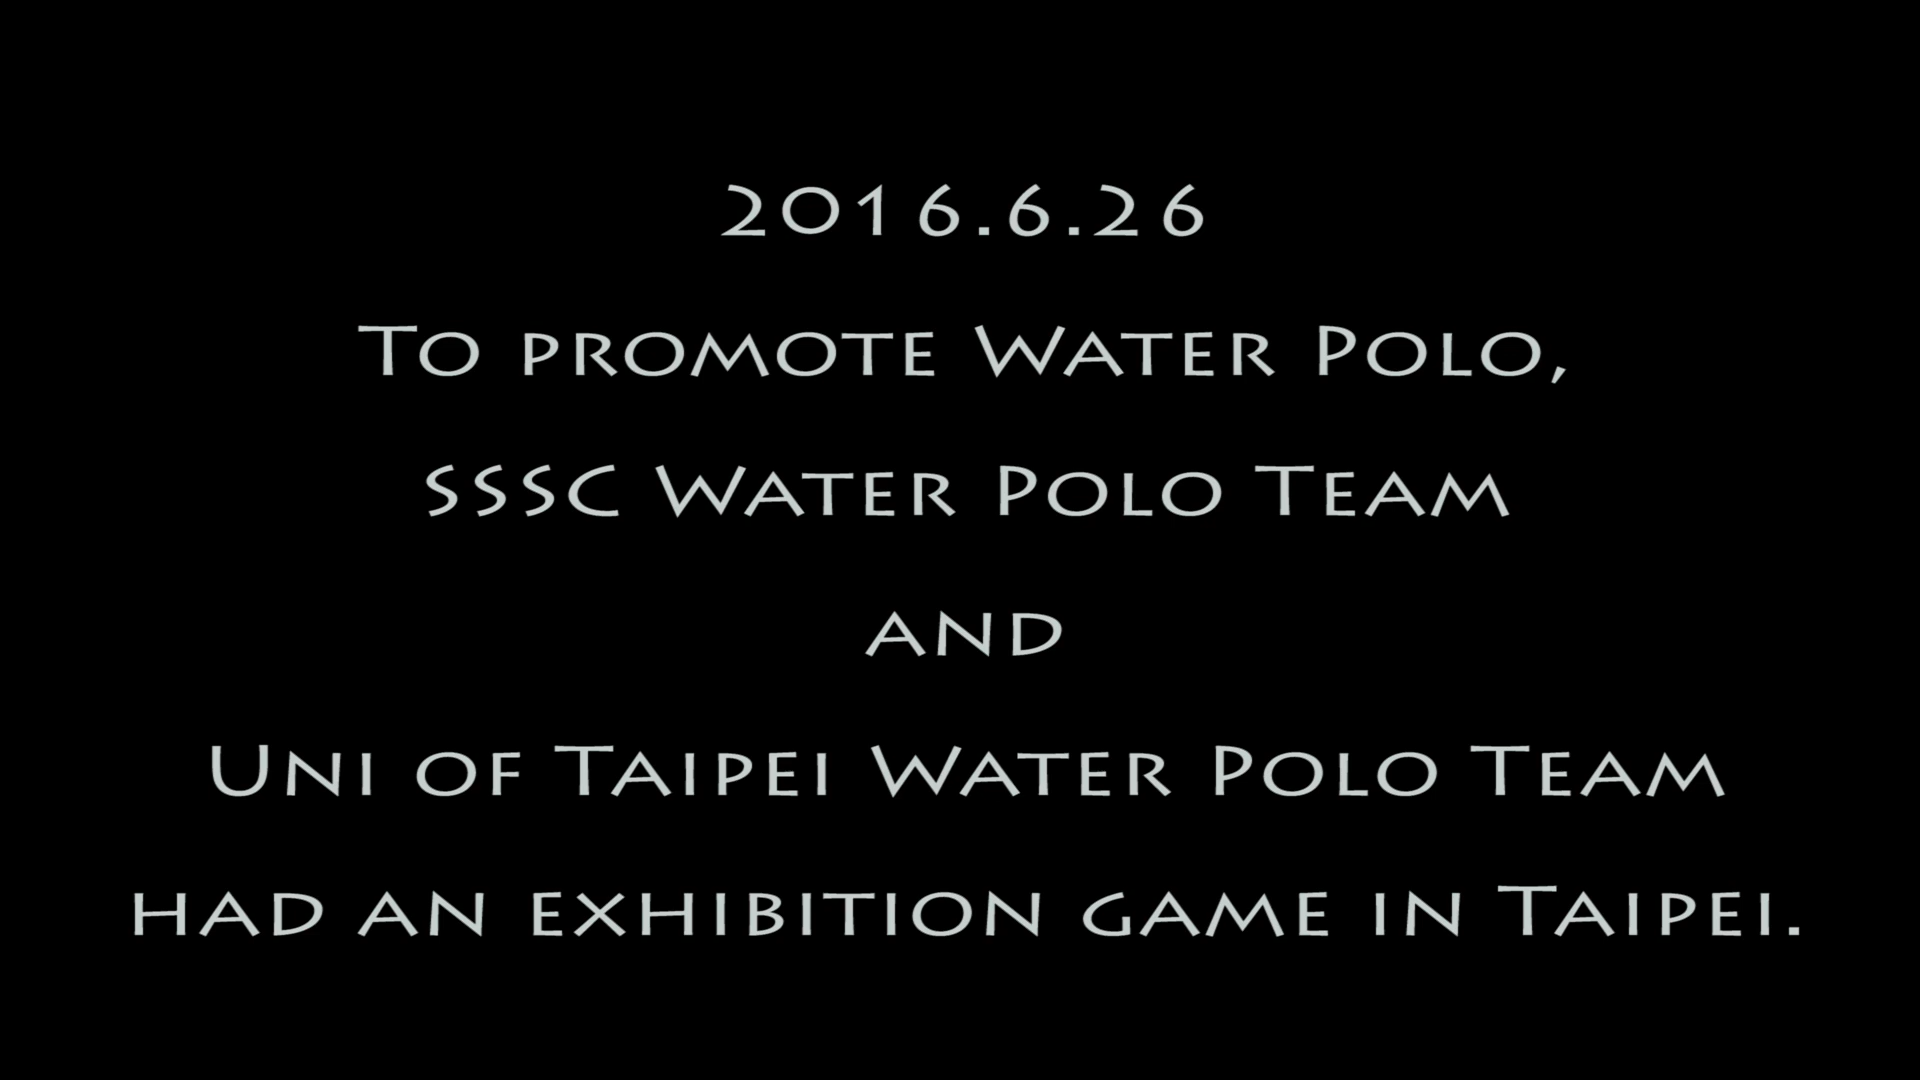 2016.6.26
To promote Water Polo,
SSSC Water Polo Team
and
Uni of Taipei Water Polo Team
had an exhibition game in Taipei.